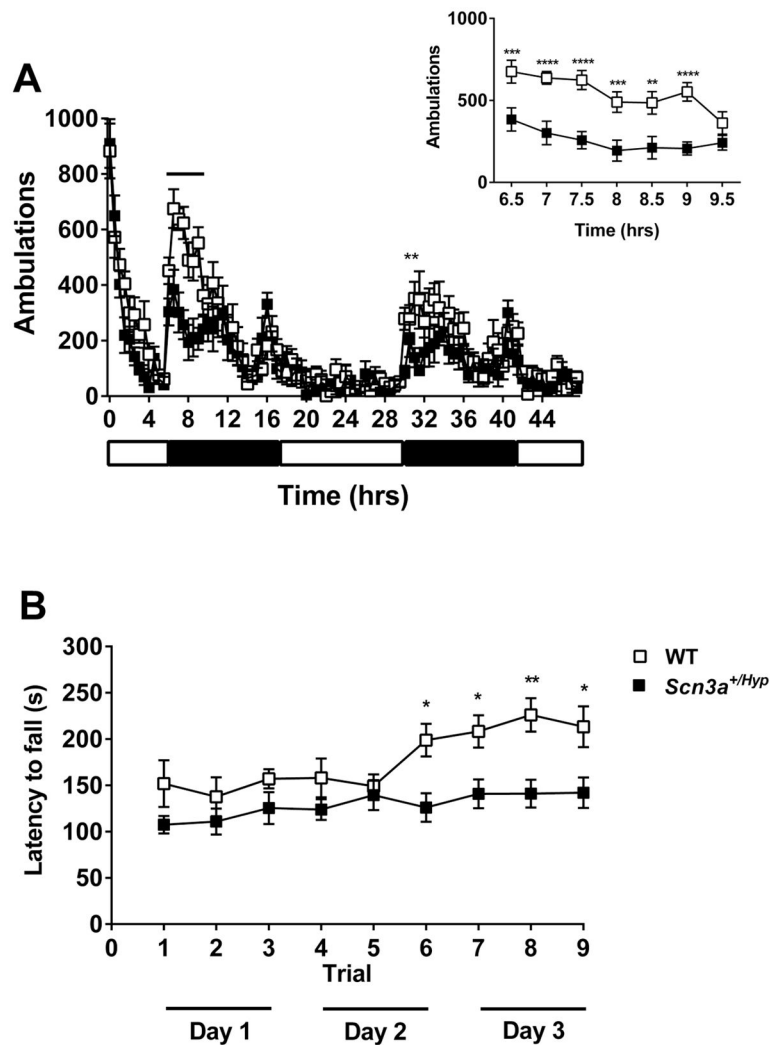 A
1000
800
600
400
200
0
Ambulations
0 4 8 12 16 20 24 28 32 36 40 44
Time (hrs)
**
1000
500
0
Ambulations
*** **** **** *** ** ****
6.5 7 7.5 8 8.5 9 9.5
Time (hrs)
B
300
250
200
150
100
50
0
Latency to fall (s)
* * ** *
0 1 2 3 4 5 6 7 8 9
Trial
Day 1 Day 2 Day 3
WT
Scn3a+/Hyp